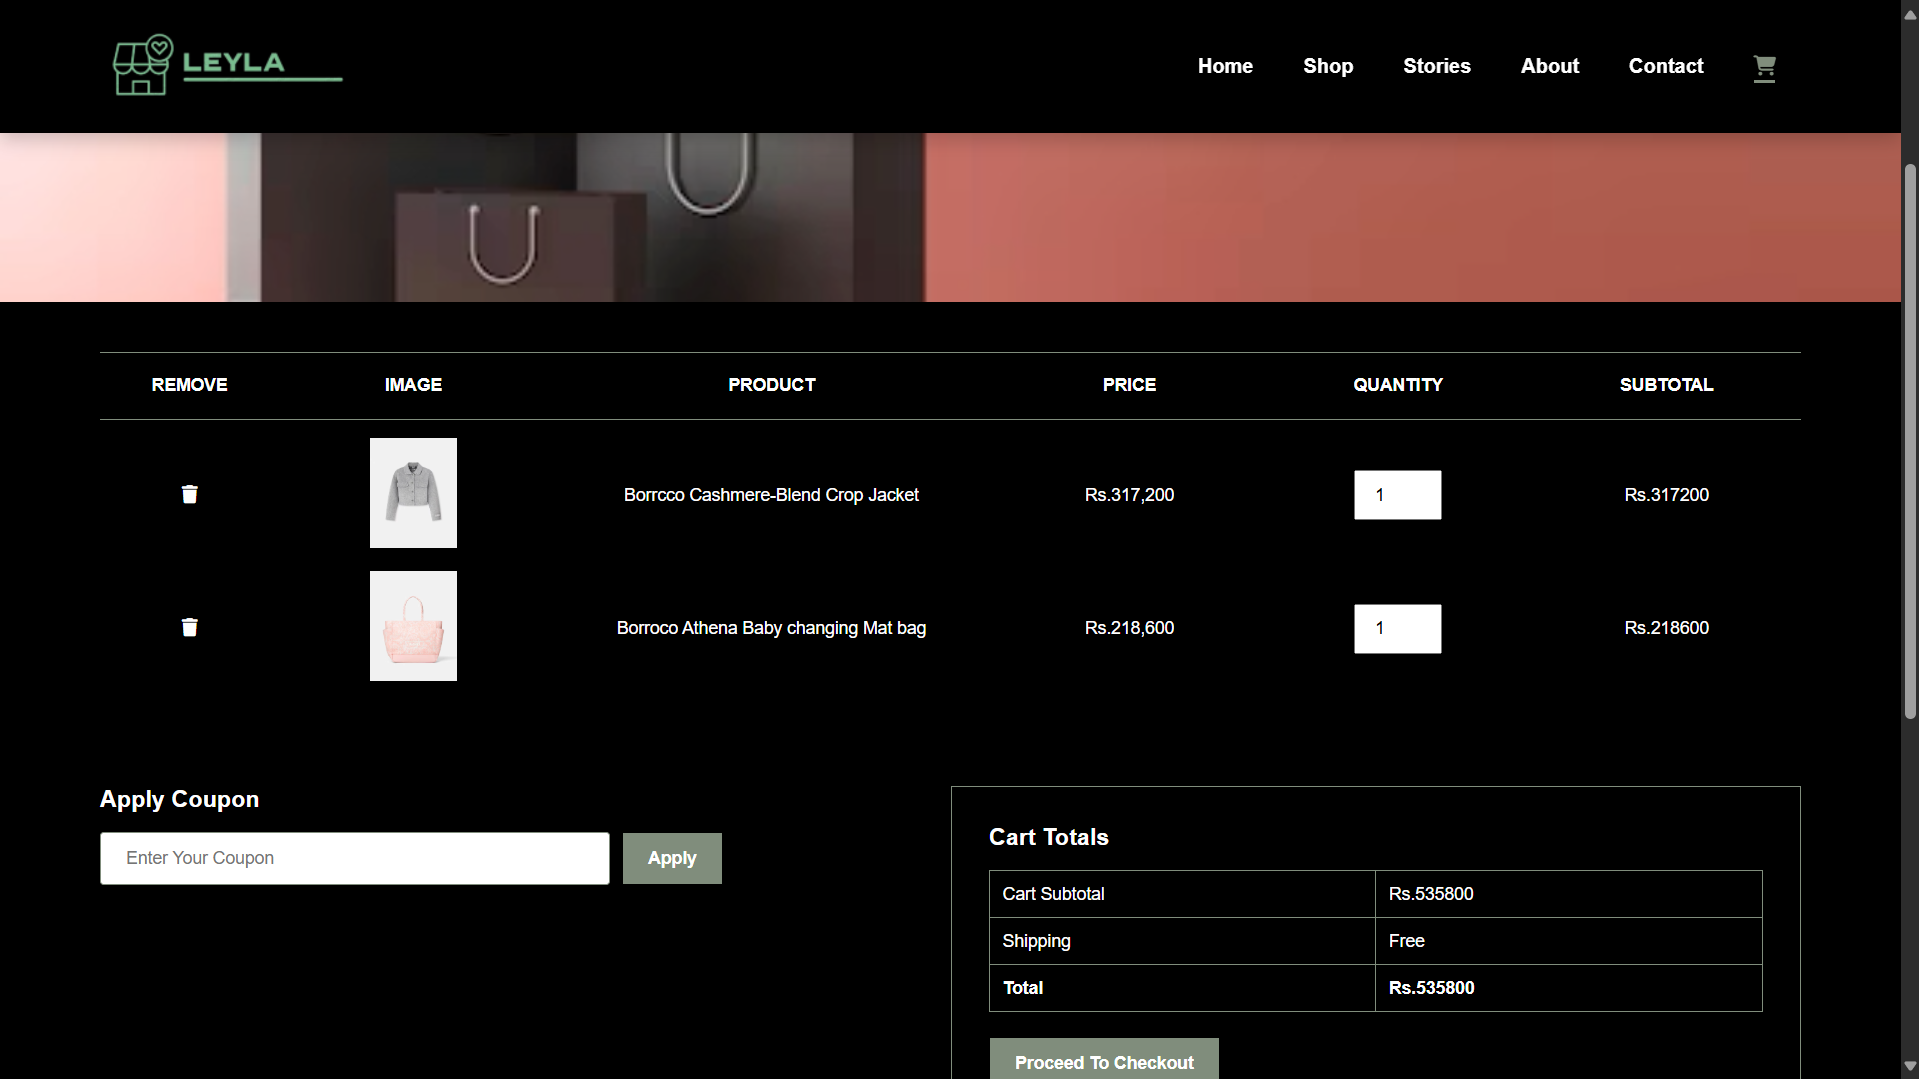 LEYLA
Home Shop Stories About Contact
REMOVE IMAGE PRODUCT PRICE QUANTITY SUBTOTAL
Borrcco Cashmere-Blend Crop Jacket Rs.317,200 1 Rs.317200
Borroco Athena Baby changing Mat bag Rs.218,600 1 Rs.218600
Apply Coupon
Enter Your Coupon Apply
Cart Totals
Cart Subtotal Rs.535800
Shipping Free
Total Rs.535800
Proceed To Checkout